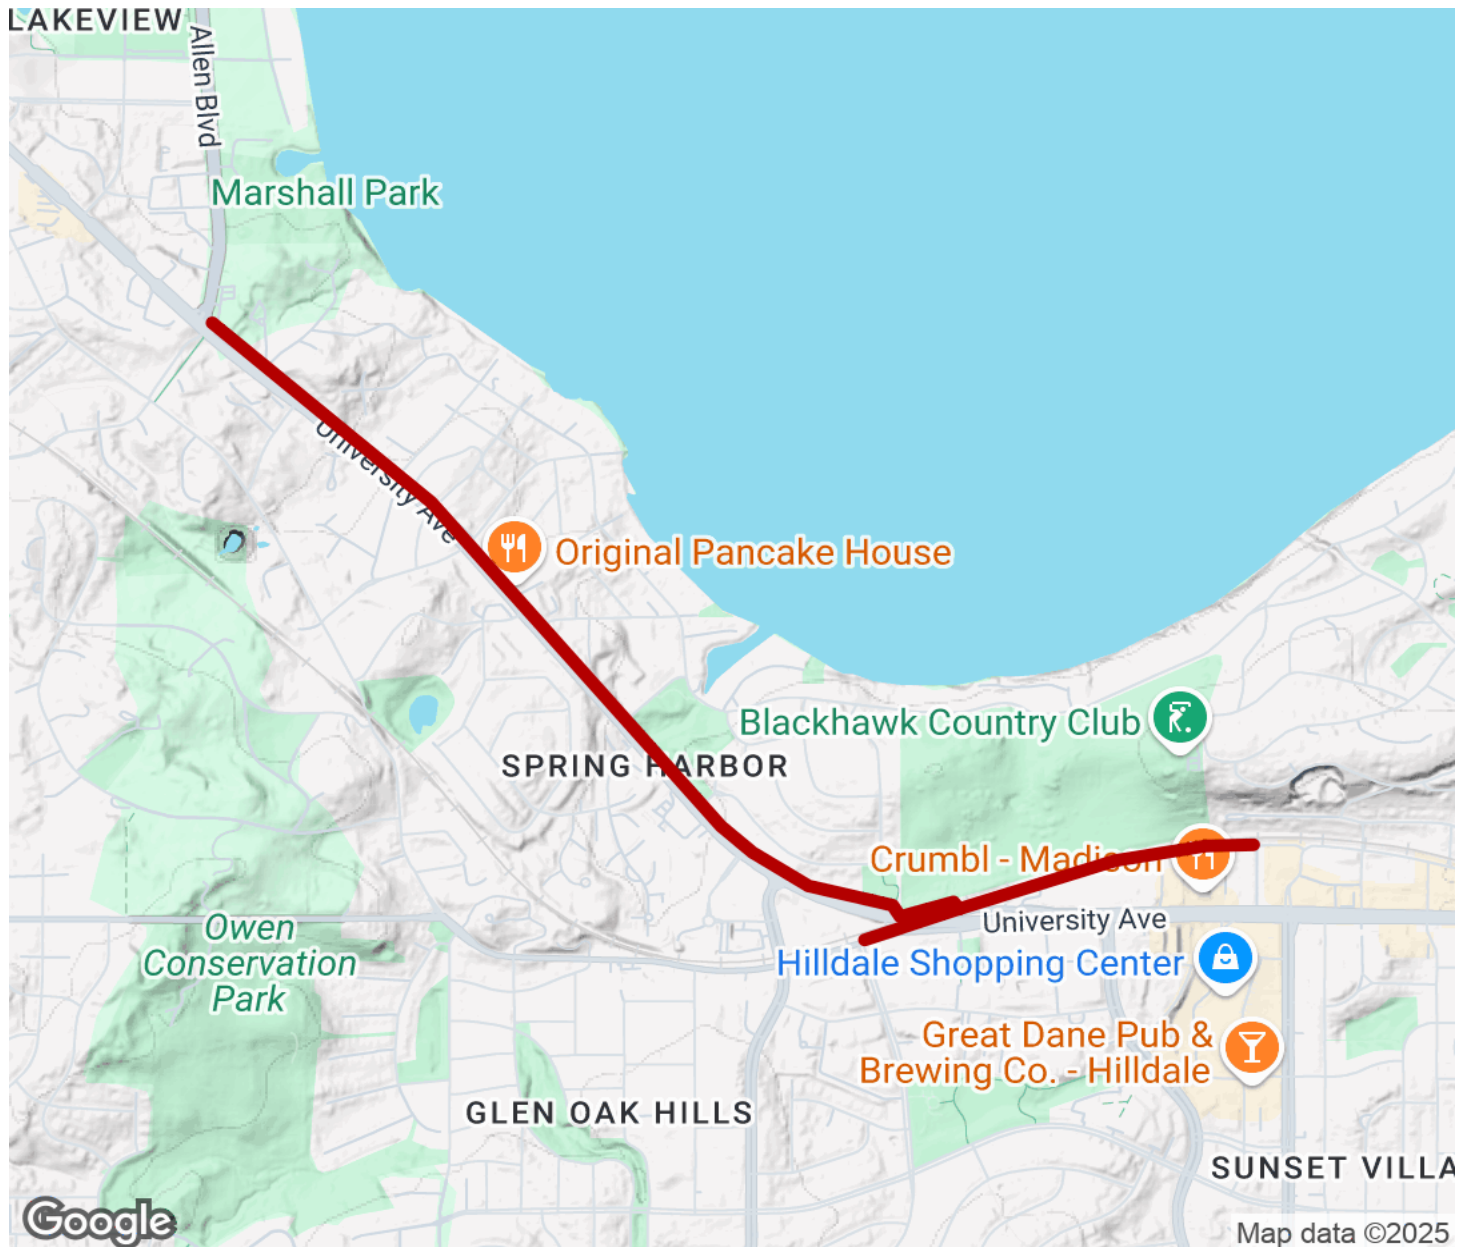 LAKEVIEW
Allen Blvd
Marshall Park
University Ave
Original Pancake House
Blackhawk Country Club
SPRING HARBOR
Crumbl - Madison
University Ave
Owen
Conservation
Park
Hilldale Shopping Center
Great Dane Pub &
Brewing Co. - Hilldale
GLEN OAK HILLS
SUNSET VILLA
Google
Map data ©2025